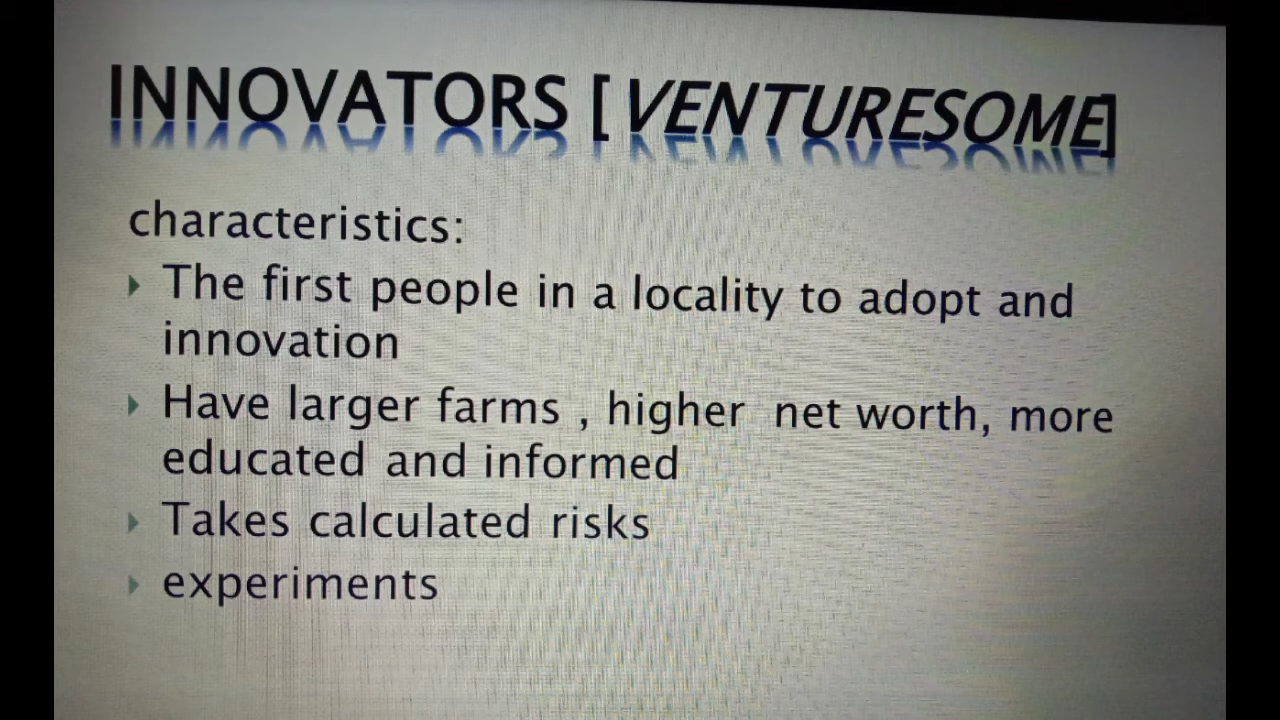 INNOVATORS [VENTURESOME]
characteristics:
The first people in a locality to adopt and
innovation
Have larger farms , higher net worth, more
educated and informed
Takes calculated risks
experiments